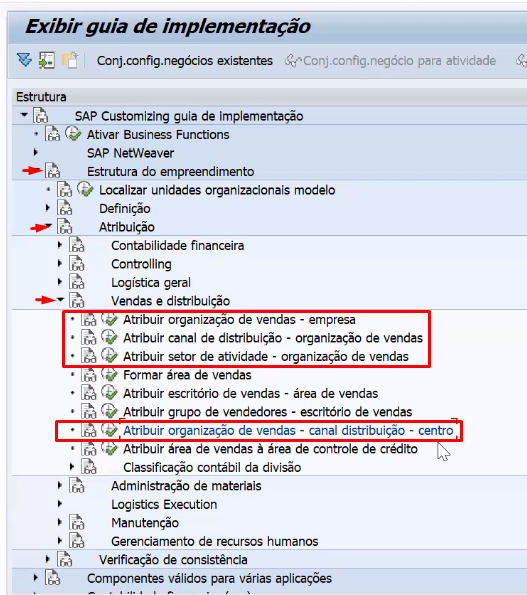 Exibir guia de implementação
Conj.config.negócios existentes Conj.config.negócio para atividade
Estrutura
SAP Customizing guia de implementação
Ativar Business Functions
SAP NetWeaver
Estrutura do empreendimento
Localizar unidades organizacionais modelo
Definição
Atribuição
Contabilidade financeira
Controlling
Logística geral
Vendas e distribuição
Atribuir organização de vendas - empresa
Atribuir canal de distribuição - organização de vendas
Atribuir setor de atividade - organização de vendas
Formar área de vendas
Atribuir escritório de vendas - área de vendas
Atribuir grupo de vendedores - escritório de vendas
Atribuir organização de vendas - canal distribuição - centro
Atribuir área de vendas à área de controle de crédito
Classificação contábil da divisão
Administração de materiais
Logistics Execution
Manutenção
Gerenciamento de recursos humanos
Verificação de consistência
Componentes válidos para várias aplicações